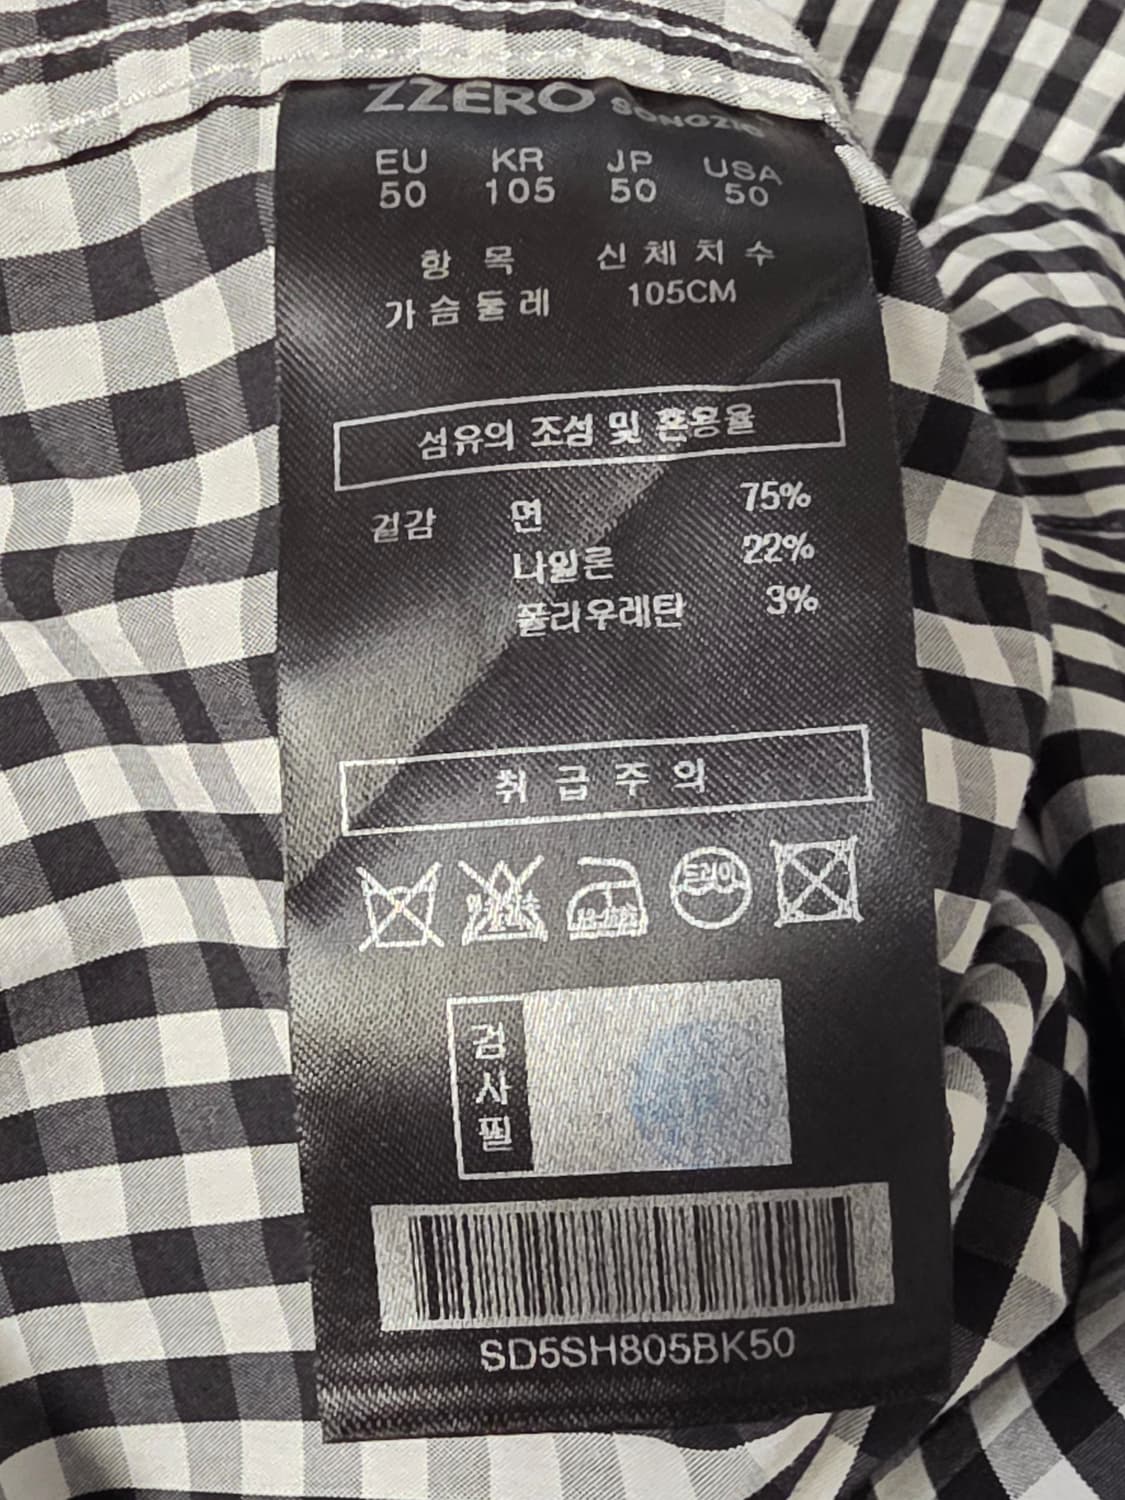 ZZERO SONGZIO
EU KR JP USA
50 105 50 50
항 목 신 체 치 수
가 슴 둘 레 105CM
섬유의 조성 및 혼용율
겉감 면 75%
나일론 22%
폴리우레탄 3%
취 급 주 의
드라이
검
사
필
SD5SH805BK50